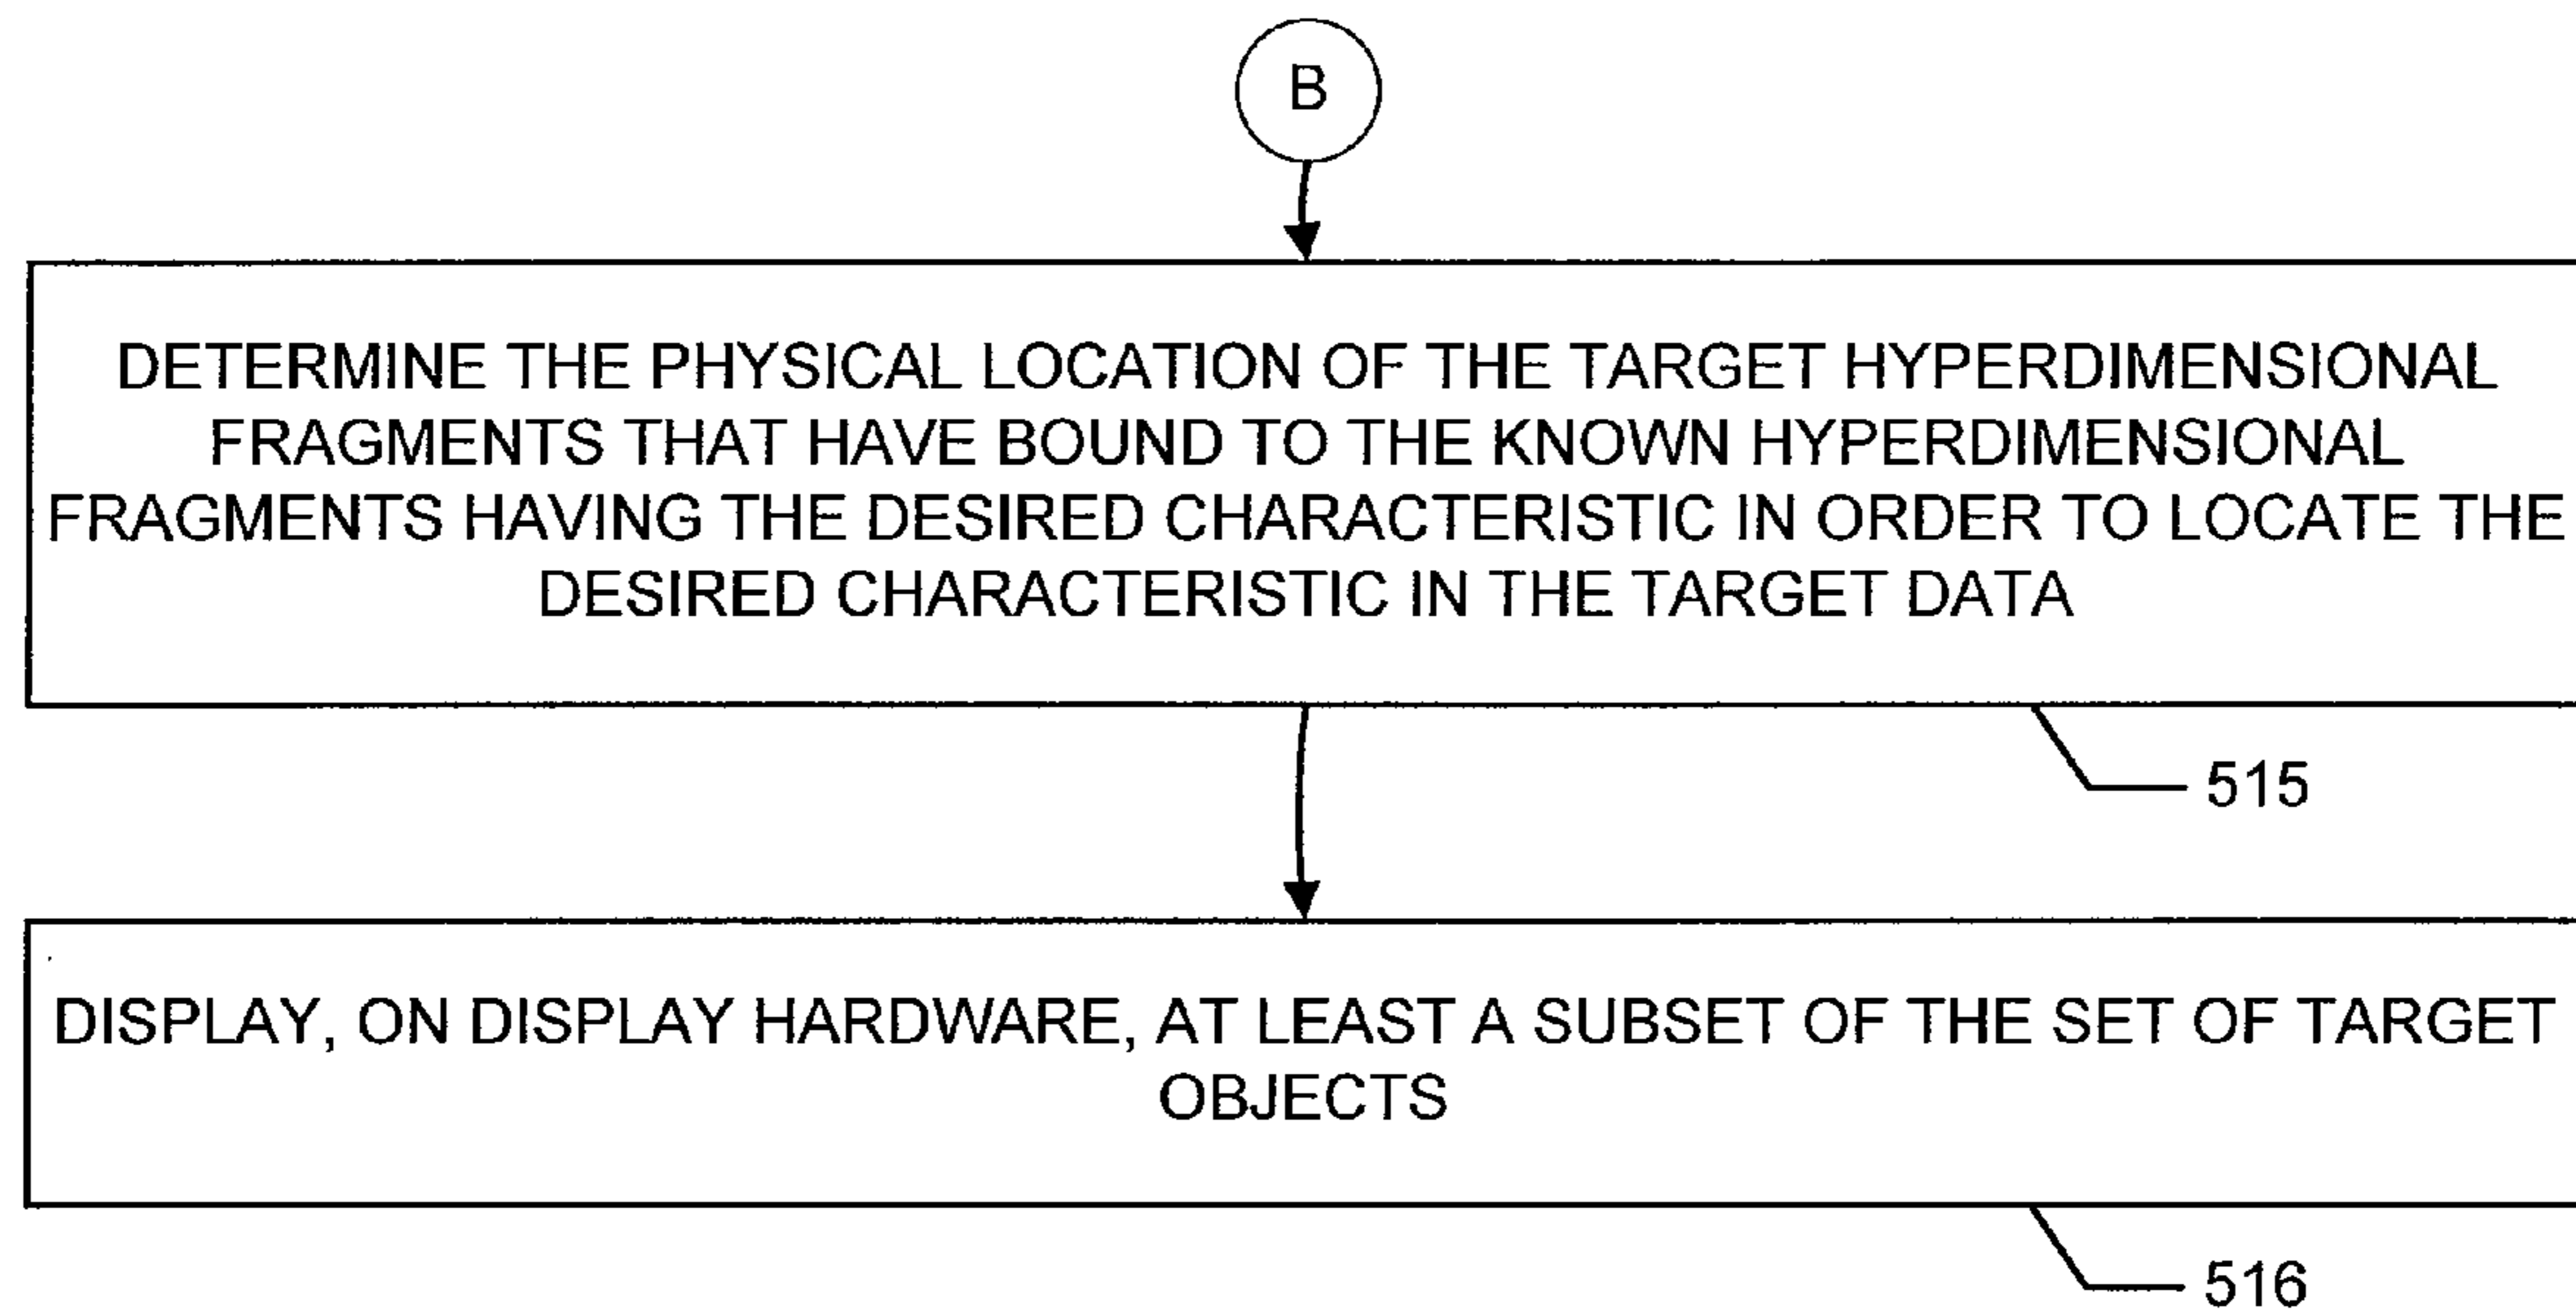 B
DETERMINE THE PHYSICAL LOCATION OF THE TARGET HYPERDIMENSIONAL
FRAGMENTS THAT HAVE BOUND TO THE KNOWN HYPERDIMENSIONAL
FRAGMENTS HAVING THE DESIRED CHARACTERISTIC IN ORDER TO LOCATE THE
DESIRED CHARACTERISTIC IN THE TARGET DATA
515
DISPLAY, ON DISPLAY HARDWARE, AT LEAST A SUBSET OF THE SET OF TARGET
OBJECTS
516